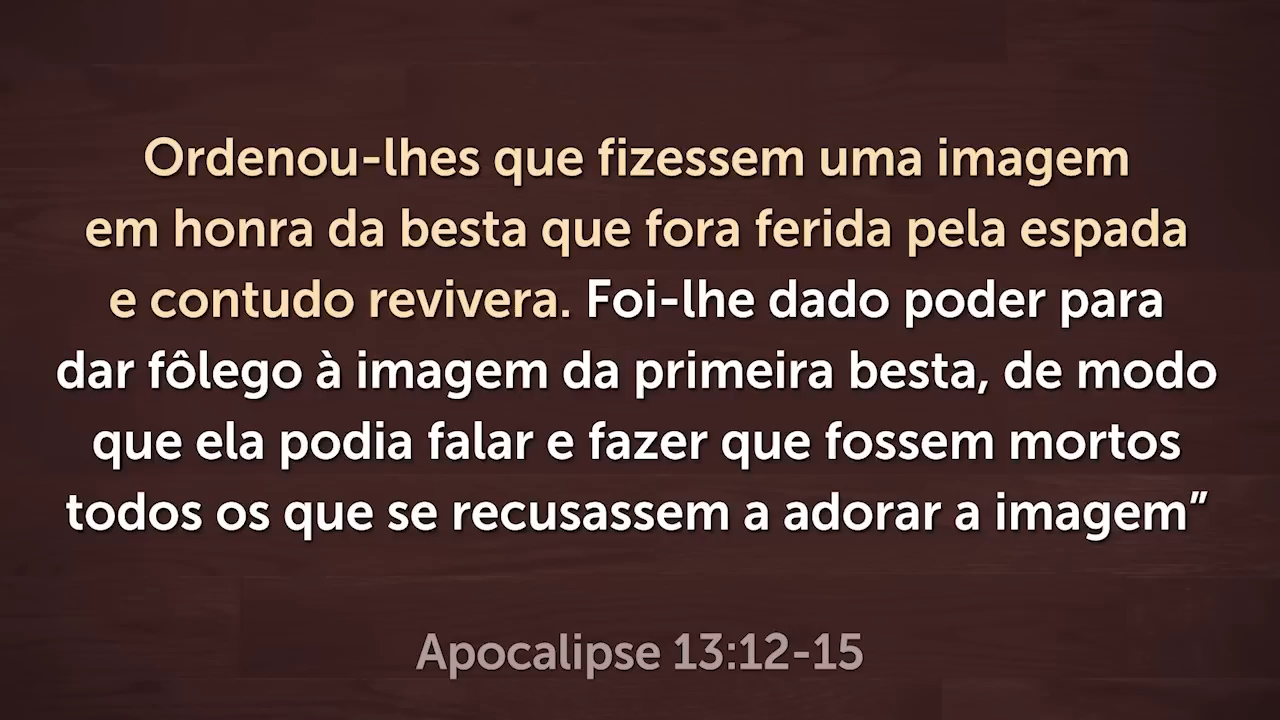 Ordenou-lhes que fizessem uma imagem
em honra da besta que fora ferida pela espada
e contudo revivera. Foi-lhe dado poder para
dar fôlego à imagem da primeira besta, de modo
que ela podia falar e fazer que fossem mortos
todos os que se recusassem a adorar a imagem”
Apocalipse 13:12-15